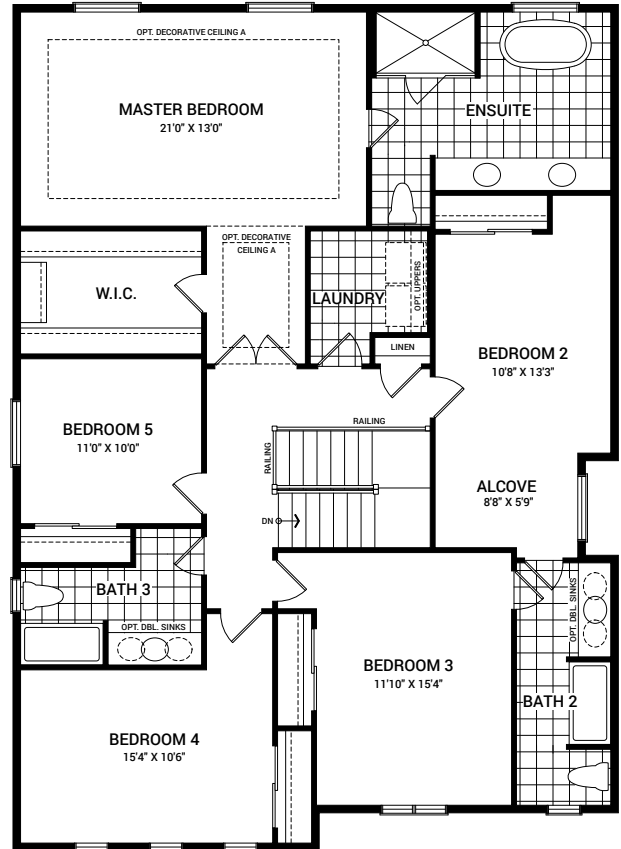 OPT. DECORATIVE CEILING A
MASTER BEDROOM
21'0" X 13'0"
ENSUITE
OPT. DECORATIVE
CEILING A
W.I.C.
LAUNDRY
OPT. UPPERS
LINEN
BEDROOM 2
10'8" X 13'3"
BEDROOM 5
11'0" X 10'0"
RAILING
RAILING
ALCOVE
8'8" X 5'9"
DN
BATH 3
OPT. DBL. SINKS
OPT. DBL. SINKS
BEDROOM 3
11'10" X 15'4"
BATH 2
BEDROOM 4
15'4" X 10'6"